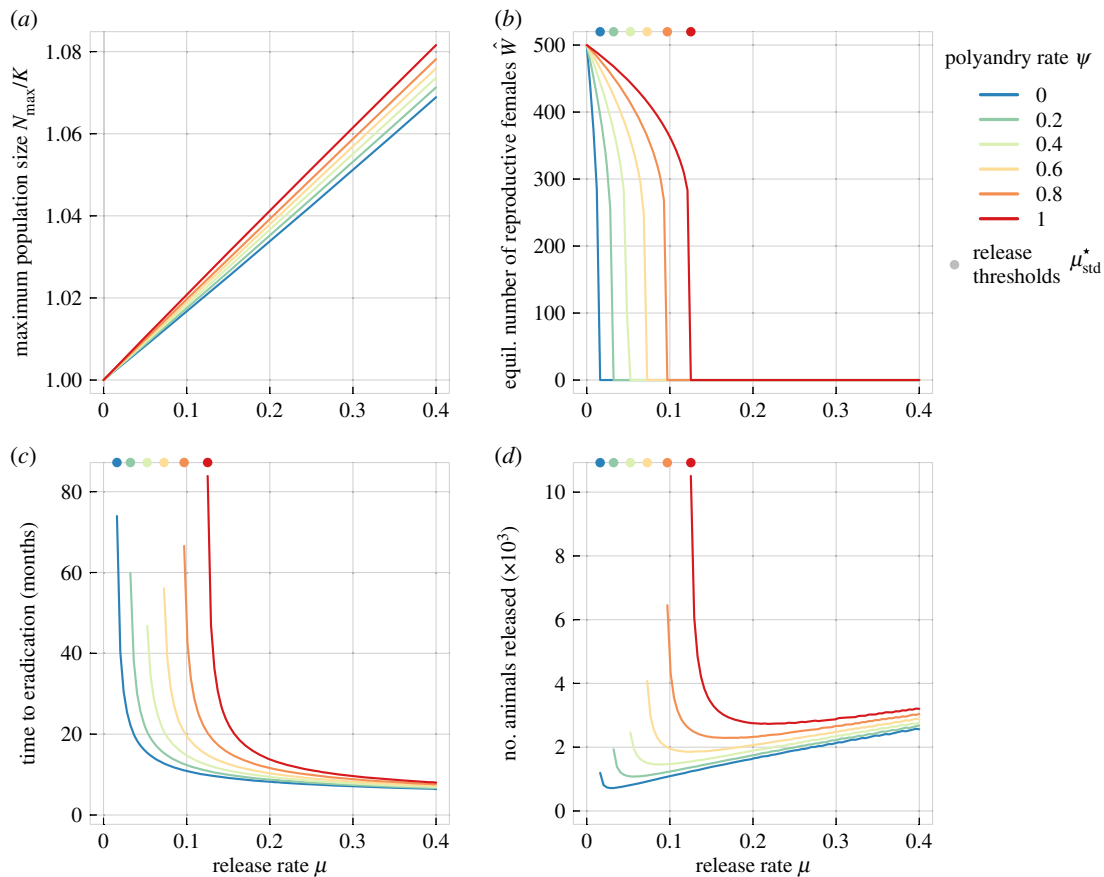 (a)
maximum population size N_max/K
1.08
1.06
1.04
1.02
1.00
0 0.1 0.2 0.3 0.4
(b)
equil. number of reproductive females Ŵ
500
400
300
200
100
0
0 0.1 0.2 0.3 0.4
polyandry rate ψ
0
0.2
0.4
0.6
0.8
1
release
thresholds μ*_std
(c)
time to eradication (months)
80
60
40
20
0
0 0.1 0.2 0.3 0.4
release rate μ
(d)
no. animals released (×10³)
10
8
6
4
2
0
0 0.1 0.2 0.3 0.4
release rate μ